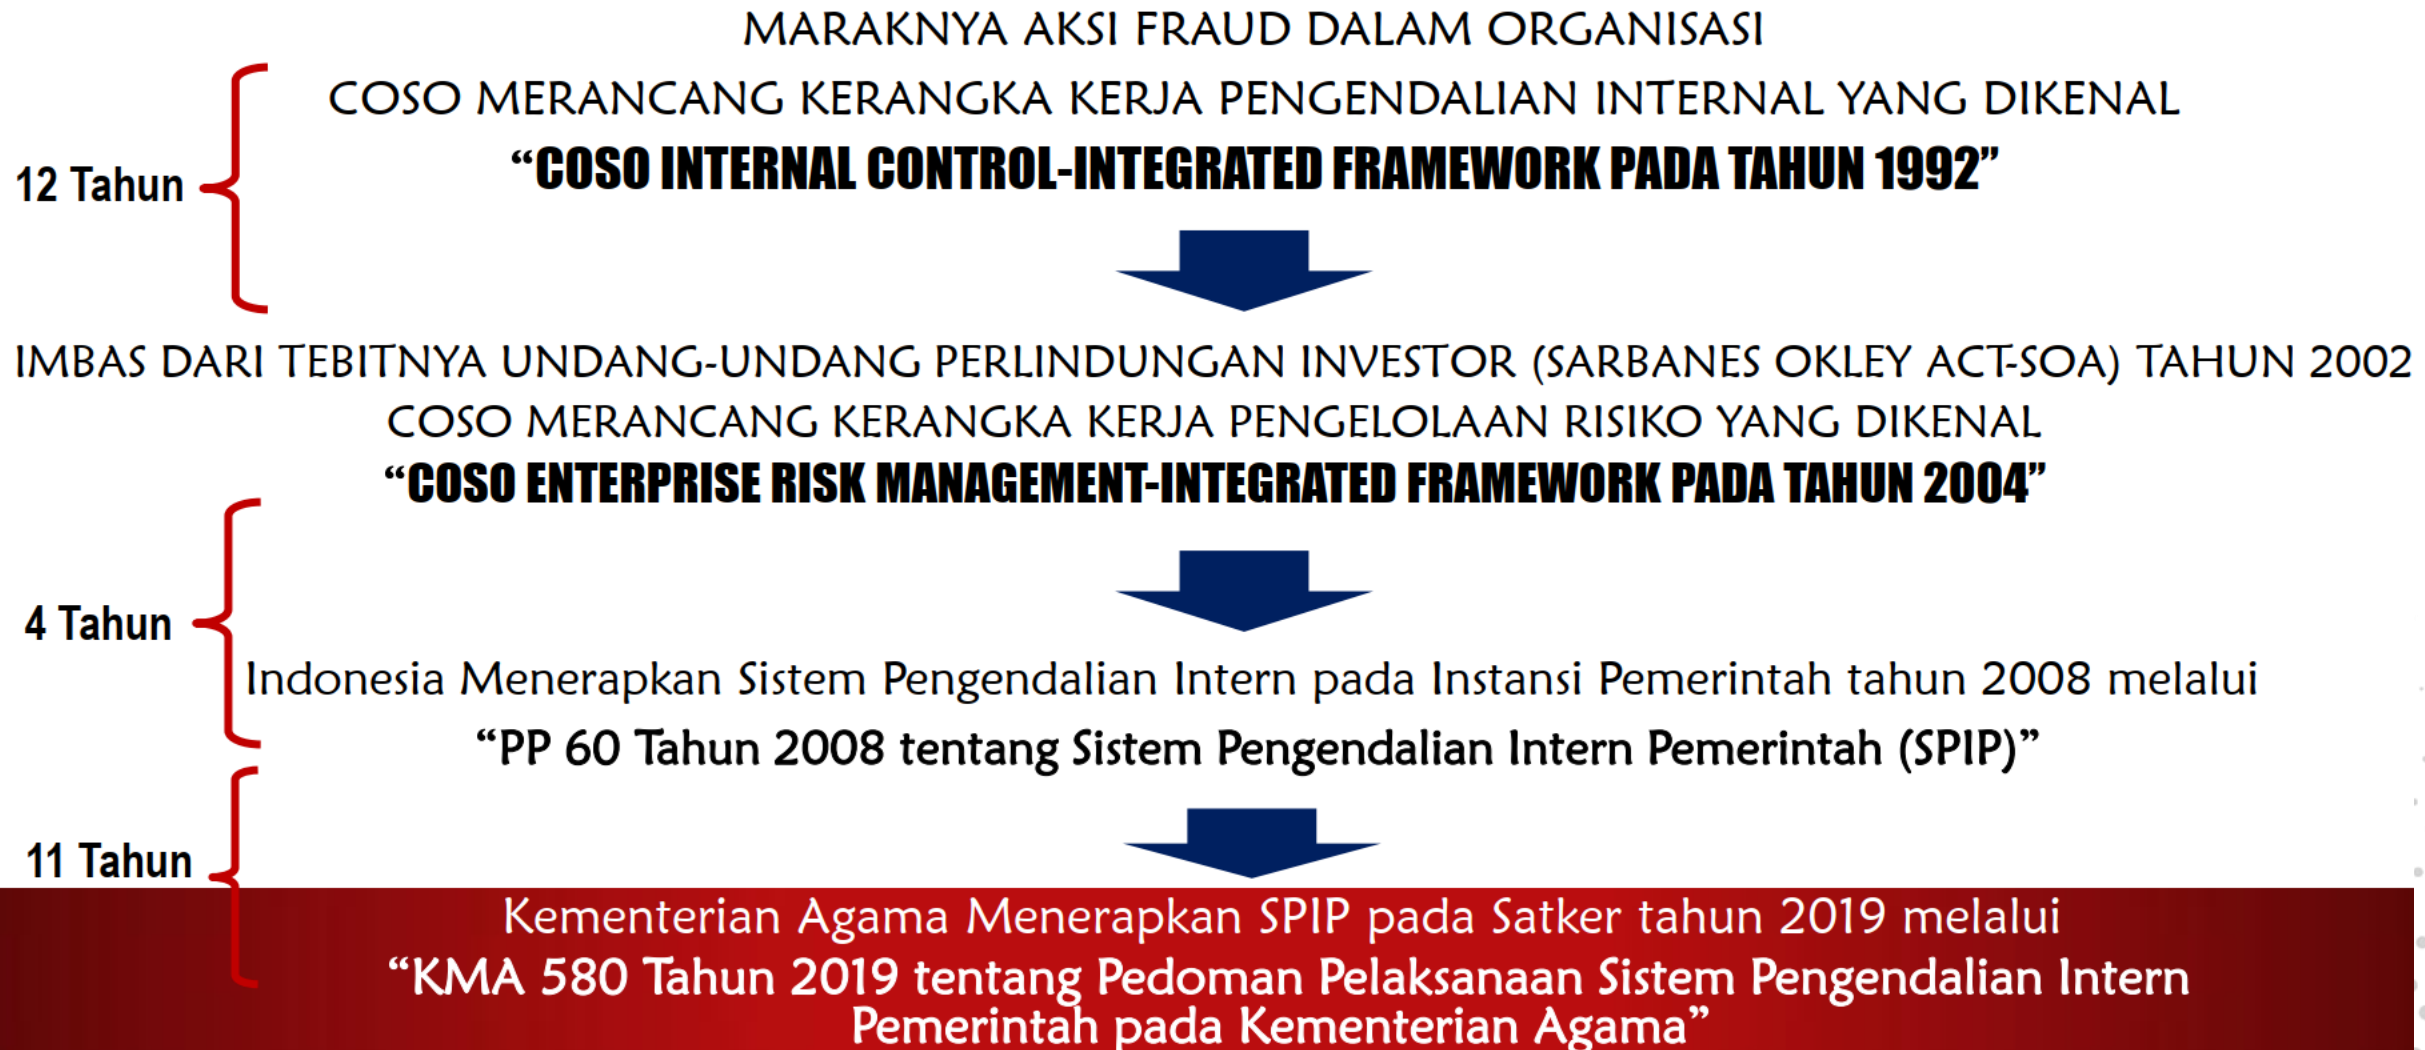 MARAKNYA AKSI FRAUD DALAM ORGANISASI
COSO MERANCANG KERANGKA KERJA PENGENDALIAN INTERNAL YANG DIKENAL
“COSO INTERNAL CONTROL-INTEGRATED FRAMEWORK PADA TAHUN 1992”
12 Tahun
IMBAS DARI TEBITNYA UNDANG-UNDANG PERLINDUNGAN INVESTOR (SARBANES OKLEY ACT-SOA) TAHUN 2002
COSO MERANCANG KERANGKA KERJA PENGELOLAAN RISIKO YANG DIKENAL
“COSO ENTERPRISE RISK MANAGEMENT-INTEGRATED FRAMEWORK PADA TAHUN 2004”
4 Tahun
Indonesia Menerapkan Sistem Pengendalian Intern pada Instansi Pemerintah tahun 2008 melalui
“PP 60 Tahun 2008 tentang Sistem Pengendalian Intern Pemerintah (SPIP)”
11 Tahun
Kementerian Agama Menerapkan SPIP pada Satker tahun 2019 melalui
“KMA 580 Tahun 2019 tentang Pedoman Pelaksanaan Sistem Pengendalian Intern
Pemerintah pada Kementerian Agama”